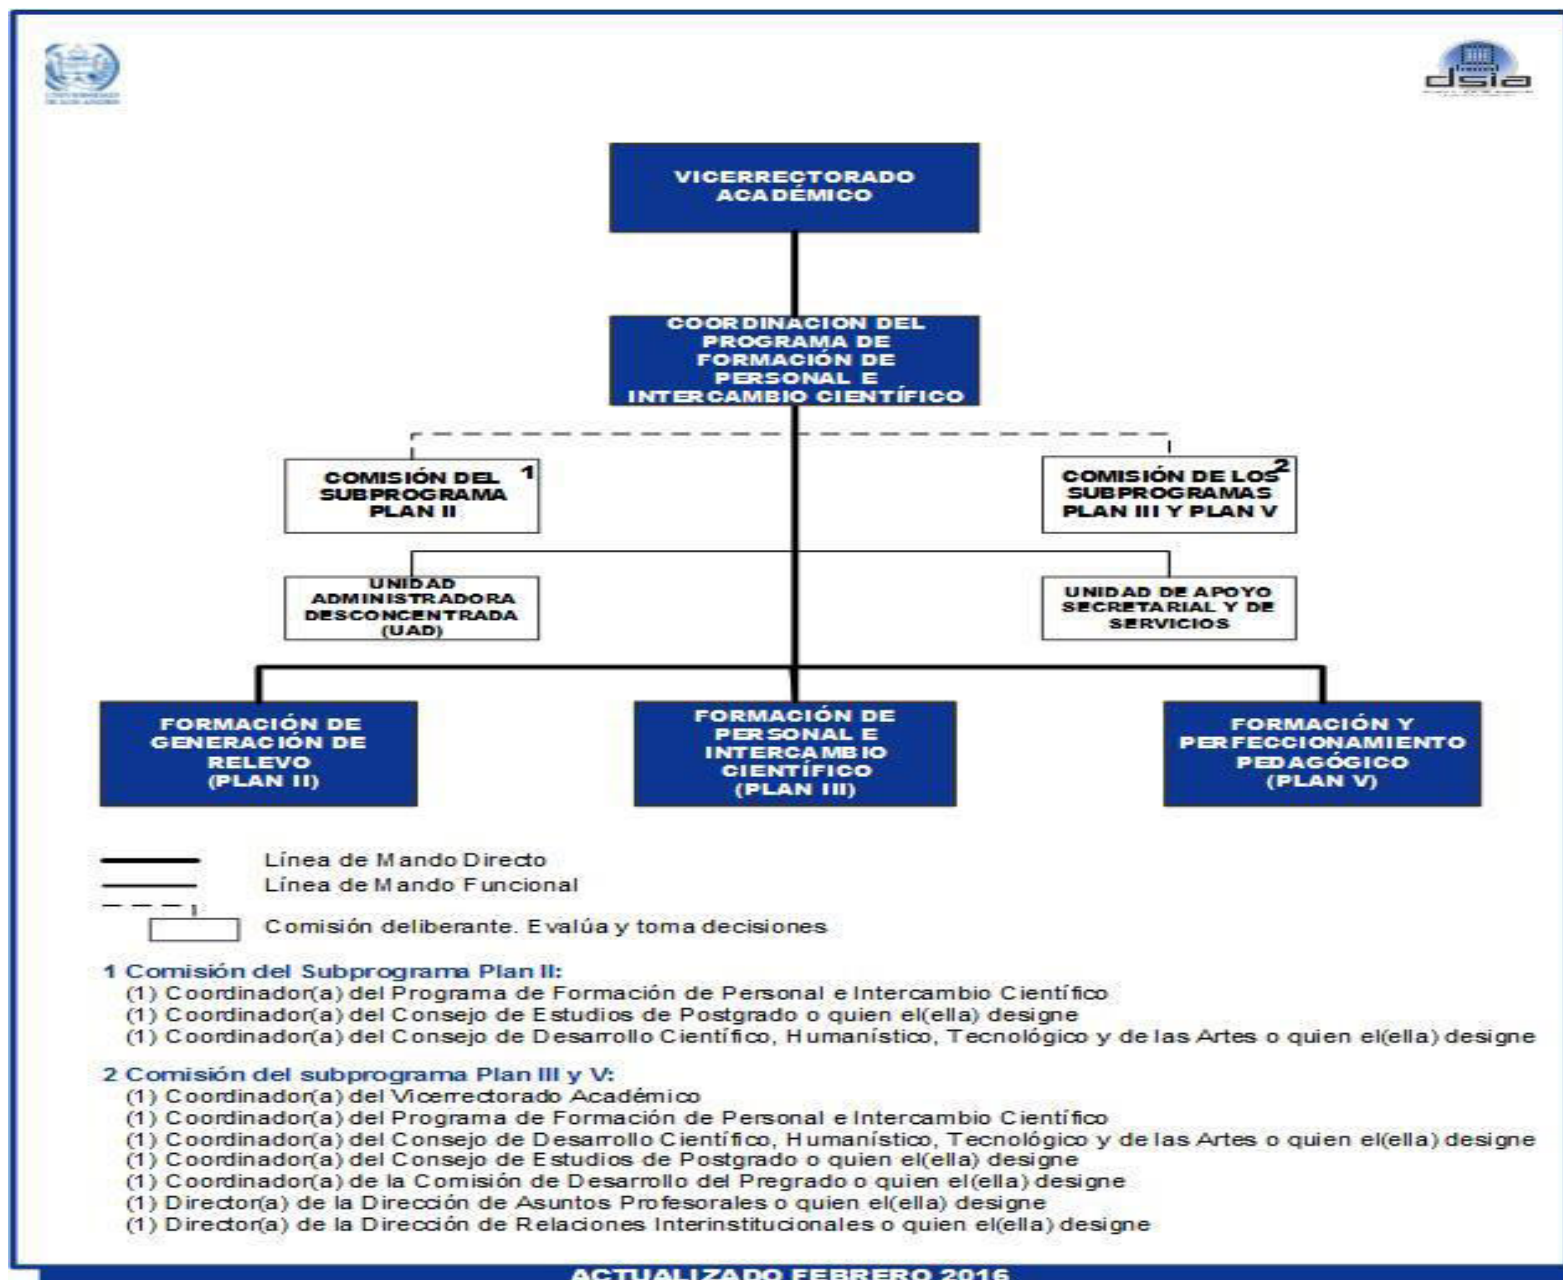 dsia
VICERRECTORADO
ACADÉMICO
COORDINACIÓN DEL
PROGRAMA DE
FORMACIÓN DE
PERSONAL E
INTERCAMBIO CIENTÍFICO
COMISIÓN DEL 1
SUBPROGRAMA
PLAN II
COMISIÓN DE LOS 2
SUBPROGRAMAS
PLAN III Y PLAN V
UNIDAD
ADMINISTRADORA
DESCONCENTRADA
(UAD)
UNIDAD DE APOYO
SECRETARIAL Y DE
SERVICIOS
FORMACIÓN DE
GENERACIÓN DE
RELEVO
(PLAN II)
FORMACIÓN DE
PERSONAL E
INTERCAMBIO
CIENTÍFICO
(PLAN III)
FORMACIÓN Y
PERFECCIONAMIENTO
PEDAGÓGICO
(PLAN V)
Línea de Mando Directo
Línea de Mando Funcional
Comisión deliberante. Evalúa y toma decisiones
1 Comisión del Subprograma Plan II:
(1) Coordinador(a) del Programa de Formación de Personal e Intercambio Científico
(1) Coordinador(a) del Consejo de Estudios de Postgrado o quien el(ella) designe
(1) Coordinador(a) del Consejo de Desarrollo Científico, Humanístico, Tecnológico y de las Artes o quien el(ella) designe
2 Comisión del subprograma Plan III y V:
(1) Coordinador(a) del Vicerrectorado Académico
(1) Coordinador(a) del Programa de Formación de Personal e Intercambio Científico
(1) Coordinador(a) del Consejo de Desarrollo Científico, Humanístico, Tecnológico y de las Artes o quien el(ella) designe
(1) Coordinador(a) del Consejo de Estudios de Postgrado o quien el(ella) designe
(1) Coordinador(a) de la Comisión de Desarrollo del Pregrado o quien el(ella) designe
(1) Director(a) de la Dirección de Asuntos Profesorales o quien el(ella) designe
(1) Director(a) de la Dirección de Relaciones Interinstitucionales o quien el(ella) designe
ACTUALIZADO FEBRERO 2016